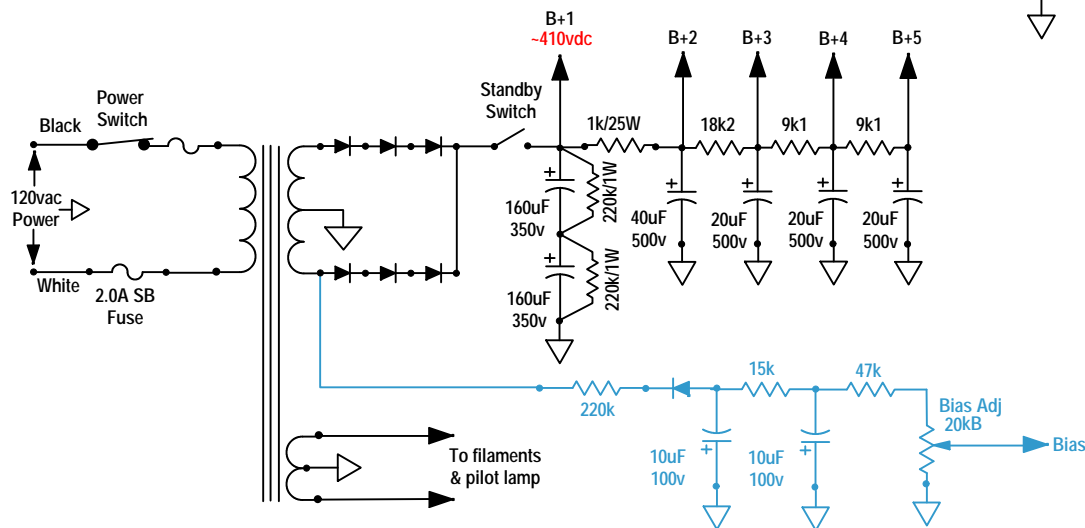 B+1
~410vdc
B+2
B+3
B+4
B+5
Power
Switch
Standby
Switch
Black
1k/25W
18k2
9k1
9k1
120vac
Power
+
160uF
350v
220k/1W
+
40uF
500v
+
20uF
500v
+
20uF
500v
+
20uF
500v
White
2.0A SB
Fuse
+
160uF
350v
220k/1W
220k
15k
47k
Bias Adj
20kB
Bias
+
10uF
100v
+
10uF
100v
To filaments
& pilot lamp